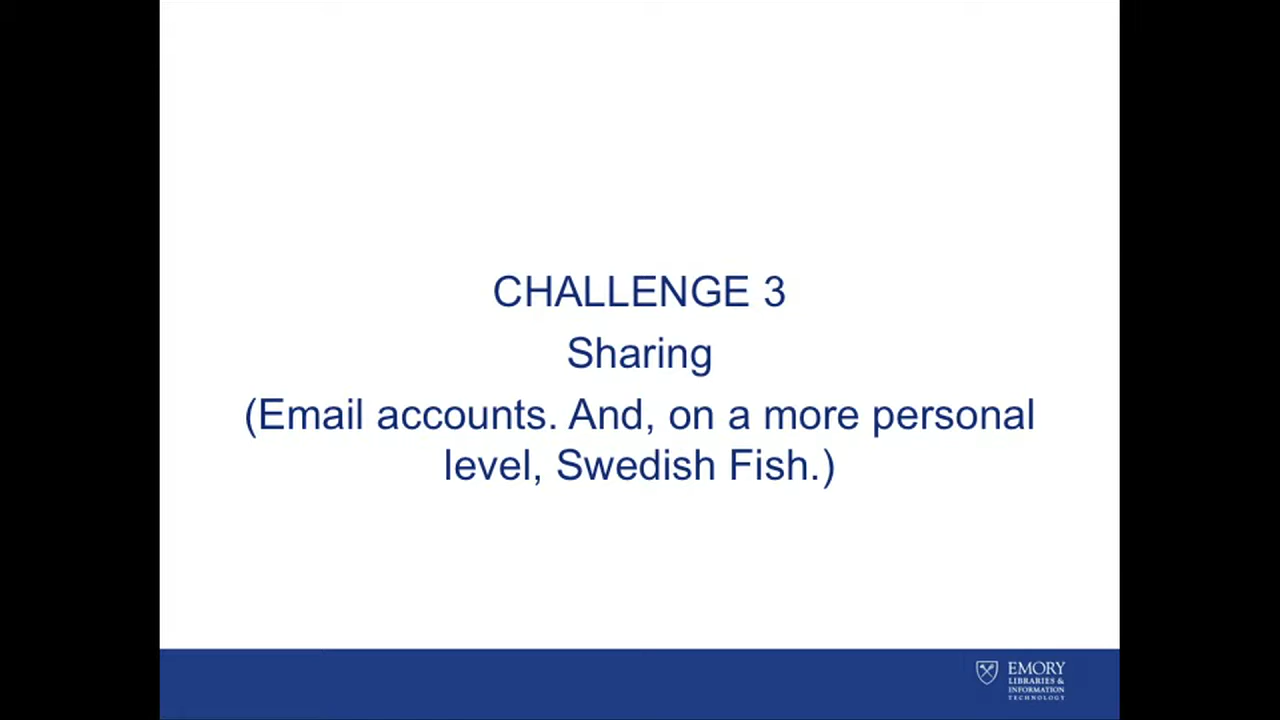 CHALLENGE 3
Sharing
(Email accounts. And, on a more personal
level, Swedish Fish.)
EMORY
LIBRARIES &
INFORMATION
TECHNOLOGY